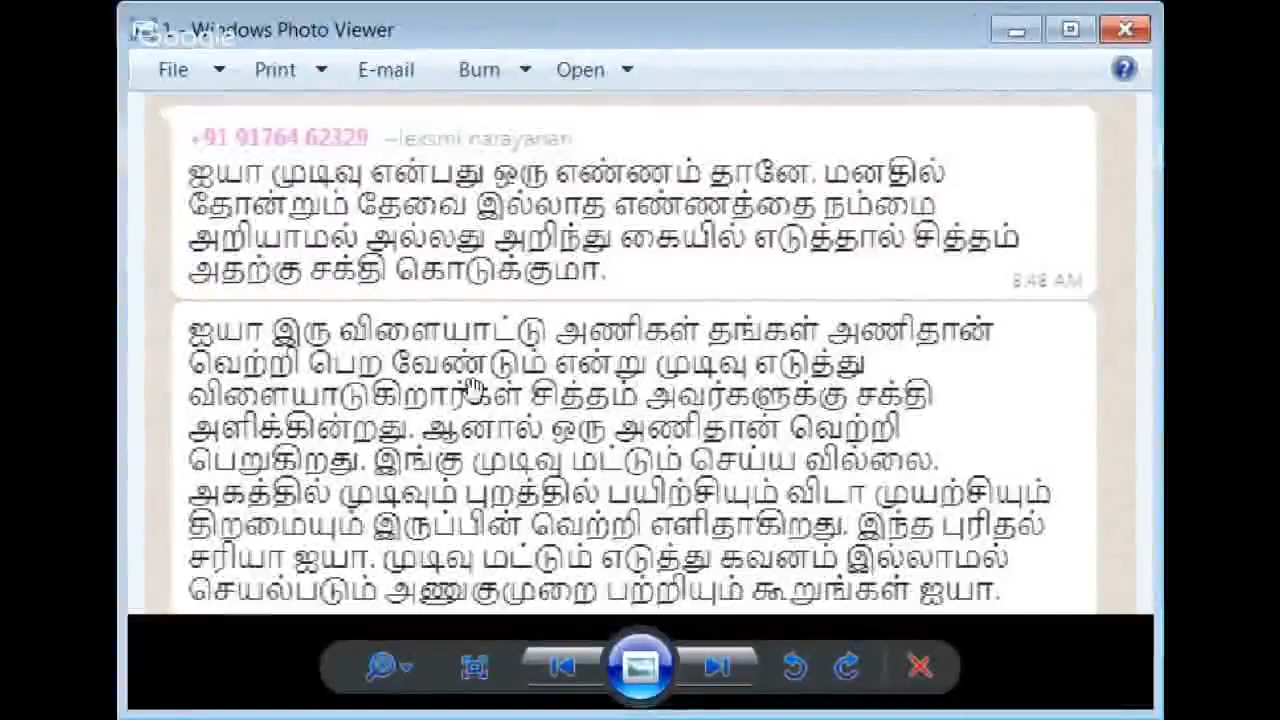 1 - Windows Photo Viewer
Google
File Print E-mail Burn Open
+91 91764 62329 ~lexsmi narayanan
ஐயா முடிவு என்பது ஒரு எண்ணம் தானே. மனதில்
தோன்றும் தேவை இல்லாத எண்ணத்தை நம்மை
அறியாமல் அல்லது அறிந்து கையில் எடுத்தால் சித்தம்
அதற்கு சக்தி கொடுக்குமா.
8:48 AM
ஐயா இரு விளையாட்டு அணிகள் தங்கள் அணிதான்
வெற்றி பெற வேண்டும் என்று முடிவு எடுத்து
விளையாடுகிறார்கள் சித்தம் அவர்களுக்கு சக்தி
அளிக்கின்றது. ஆனால் ஒரு அணிதான் வெற்றி
பெறுகிறது. இங்கு முடிவு மட்டும் செய்ய வில்லை.
அகத்தில் முடிவும் புறத்தில் பயிற்சியும் விடா முயற்சியும்
திறமையும் இருப்பின் வெற்றி எளிதாகிறது. இந்த புரிதல்
சரியா ஐயா. முடிவு மட்டும் எடுத்து கவனம் இல்லாமல்
செயல்படும் அணுகுமுறை பற்றியும் கூறுங்கள் ஐயா.